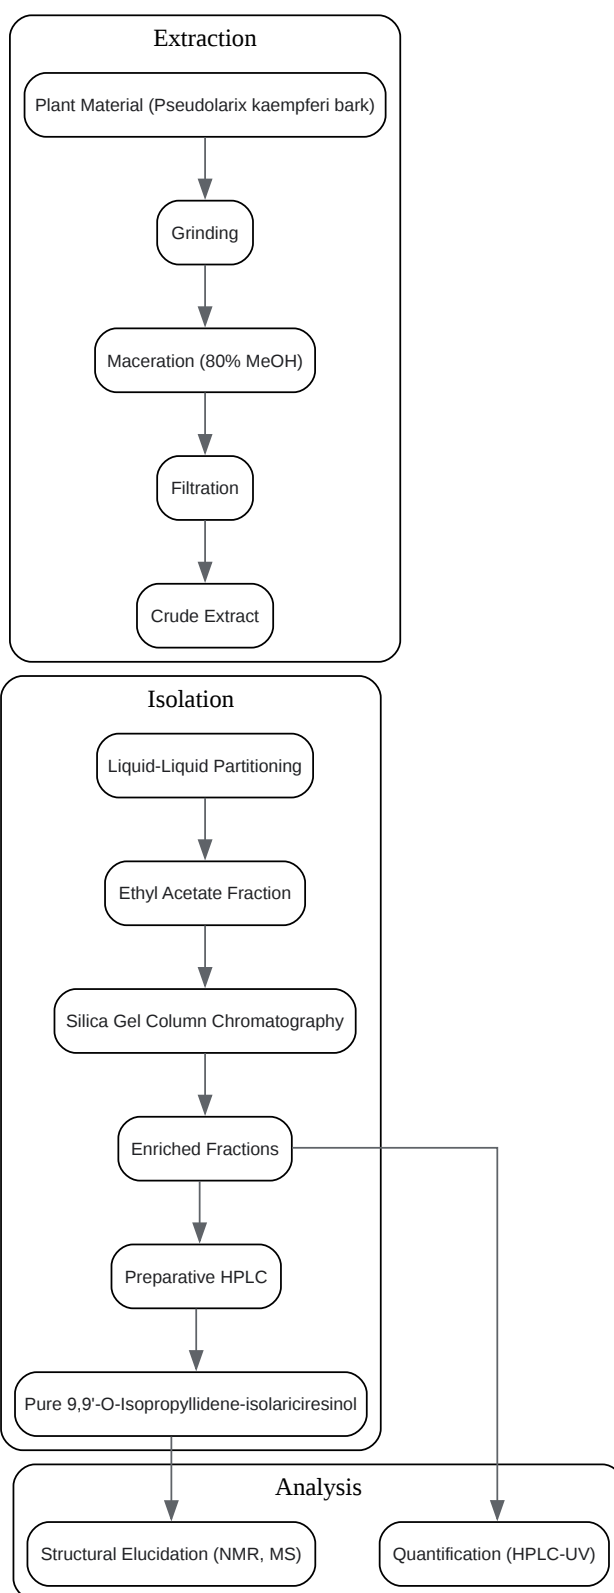 Extraction
Plant Material (Pseudolarix kaempferi bark)
Grinding
Maceration (80% MeOH)
Filtration
Crude Extract
Isolation
Liquid-Liquid Partitioning
Ethyl Acetate Fraction
Silica Gel Column Chromatography
Enriched Fractions
Preparative HPLC
Pure 9,9'-O-Isopropyllidene-isolariciresinol
Analysis
Structural Elucidation (NMR, MS)
Quantification (HPLC-UV)